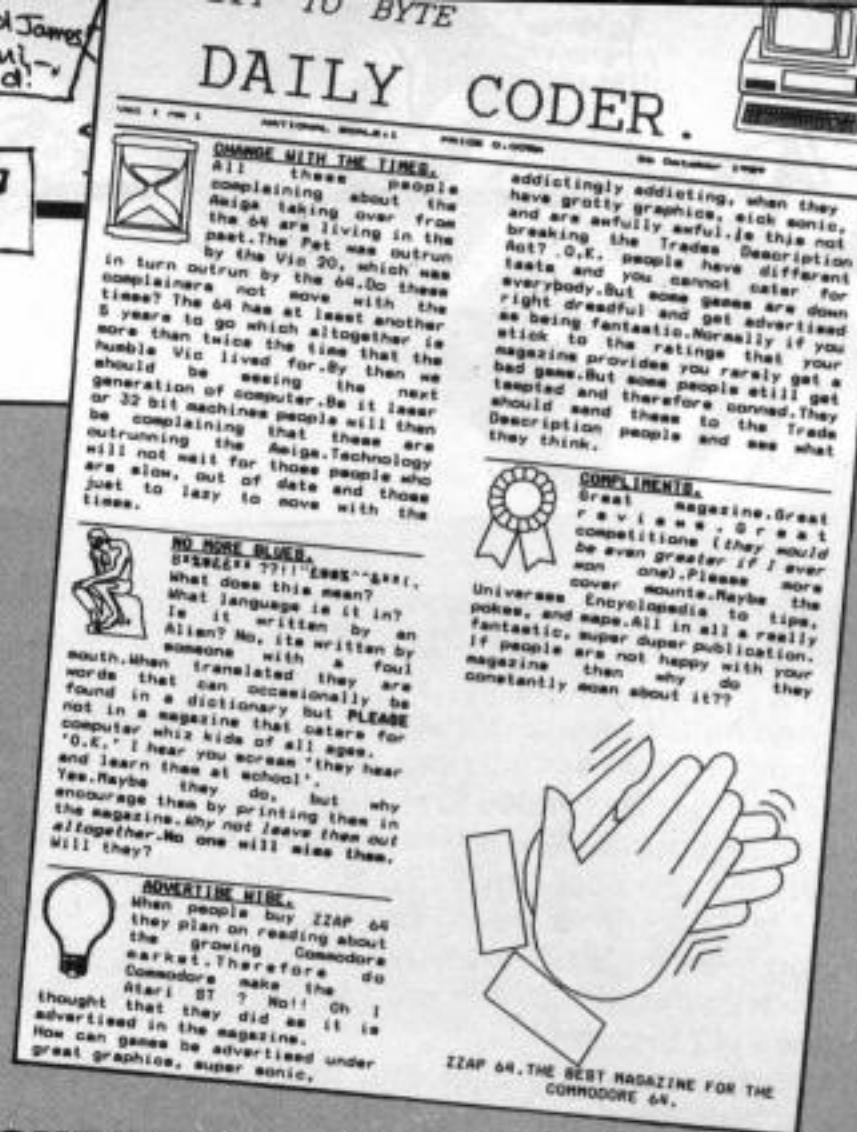 d James
d!
TO BYTE
DAILY CODER.
VOL 1 NO 1
NATIONAL
PRICE
October 1989
CHANGE WITH THE TIMES.
All these people
complaining about the
Amiga taking over from
the 64 are living in the
past.The Pet was outrun
by the Vic 20, which was
in turn outrun by the 64.Do these
complainers not move with the
times? The 64 has at least another
5 years to go which altogether is
more than twice the time that the
humble Vic lived for.By then we
should be seeing the next
generation of computer.Be it laser
or 32 bit machines people will then
be complaining that these are
outrunning the Amiga.Technology
will not wait for those people who
are slow, out of date and those
just to lazy to move with the
times.
NO MORE BLUES.
What does this mean?
What language is it in?
Is it written by an
Alien? No, its written by
someone with a foul
mouth.When translated they are
words that can occasionally be
found in a dictionary but PLEASE
not in a magazine that caters for
computer whiz kids of all ages.
'O.K.' I hear you scream 'they hear
and learn them at school'.
Yes.Maybe they do, but why
encourage them by printing them in
the magazine.Why not leave them out
altogether.No one will miss them.
Will they?
ADVERTISE WISE.
When people buy ZZAP 64
they plan on reading about
the growing Commodore
market.Therefore do
Commodore make the
Atari ST ? No!! Oh I
thought that they did as it is
advertised in the magazine.
How can games be advertised under
great graphics, super sonic,
addictingly addicting, when they
have grotty graphics, sick sonic,
and are awfully awful.Is this not
breaking the Trades Description
Act? .O.K. people have different
taste and you cannot cater for
everybody.But some games are down
right dreadful and get advertised
as being fantastic.Normally if you
stick to the ratings that your
magazine provides you rarely get a
bad game.But some people still get
tempted and therefore conned.They
should send these to the Trade
Description people and see what
they think.
COMPLIMENTS.
Great magazine.Great
reviews.Great
competitions (they would
be even greater if I ever
won one).Please more
cover mounts.Maybe the
Universes Encyclopedia to tips,
pokes, and maps.All in all a really
fantastic, super duper publication.
If people are not happy with your
magazine then why do they
constantly moan about it??
ZZAP 64.THE BEST MAGAZINE FOR THE
COMMODORE 64.